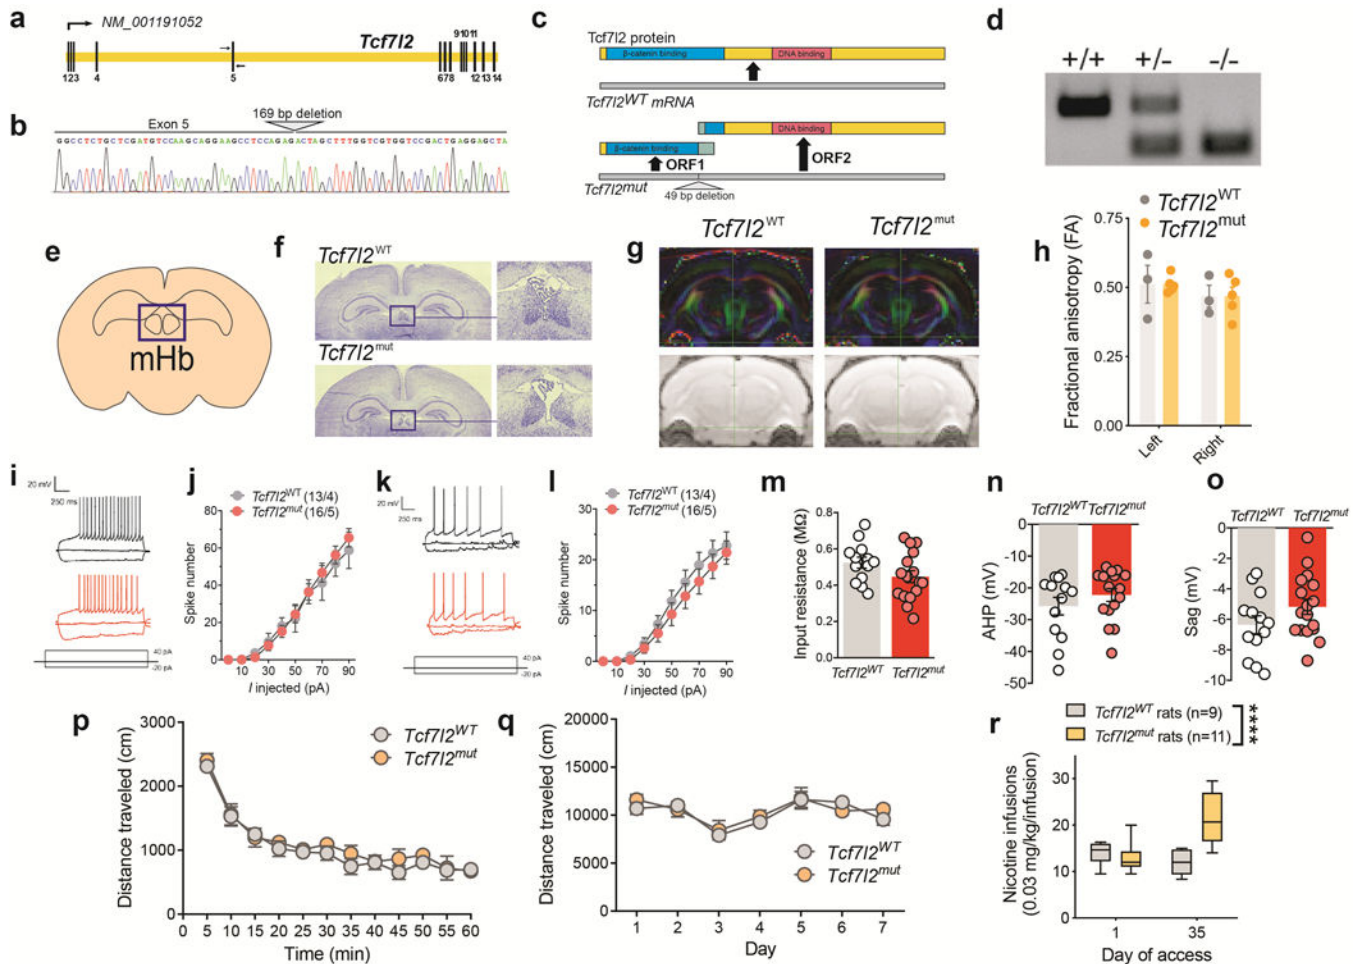 a
NM_001191052
Tcf7l2
9 10 11
1 2 3 4 5 6 7 8 12 13 14
b
169 bp deletion
Exon 5
GGCCTCTGCTCGATGTCCAAGCAGGAAGCCTCCAGAGACTAGCTTTGGTCGTGGTCCGACTGAGGAGCTA
c
Tcf7l2 protein
β-catenin binding
DNA binding
Tcf7l2WT mRNA
DNA binding
β-catenin binding
ORF1
ORF2
Tcf7l2mut
49 bp deletion
d
+/+ +/- -/-
e
mHb
f
Tcf7l2WT
Tcf7l2mut
g
Tcf7l2WT
Tcf7l2mut
h
Tcf7l2WT
Tcf7l2mut
Fractional anisotropy (FA)
0.75
0.50
0.25
0.00
Left
Right
i
20 mV
250 ms
40 pA
-20 pA
j
Tcf7l2WT (13/4)
Tcf7l2mut (16/5)
Spike number
80
60
40
20
0
10 30 50 70 90
I injected (pA)
k
20 mV
250 ms
40 pA
-20 pA
l
Tcf7l2WT (13/4)
Tcf7l2mut (16/5)
Spike number
30
20
10
0
10 30 50 70 90
I injected (pA)
m
Input resistance (MΩ)
0.8
0.6
0.4
0.2
0.0
Tcf7l2WT
Tcf7l2mut
n
Tcf7l2WT
Tcf7l2mut
AHP (mV)
0
-10
-20
-30
-40
-50
o
Tcf7l2WT
Tcf7l2mut
Sag (mV)
0
-2
-4
-6
-8
-10
p
Tcf7l2WT
Tcf7l2mut
Distance traveled (cm)
3000
2000
1000
0
5 10 15 20 25 30 35 40 45 50 55 60
Time (min)
q
Tcf7l2WT
Tcf7l2mut
Distance traveled (cm)
20000
15000
10000
5000
0
1 2 3 4 5 6 7
Day
r
Tcf7l2WT rats (n=9)
Tcf7l2mut rats (n=11)
****
Nicotine infusions
(0.03 mg/kg/infusion)
30
20
10
0
1 35
Day of access